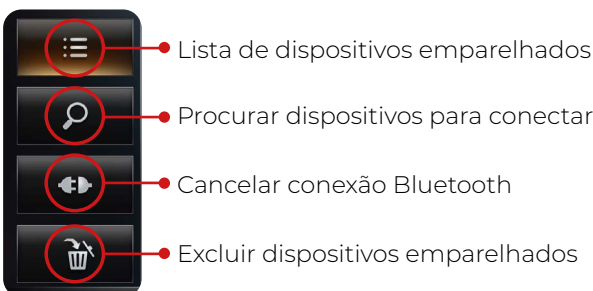 Lista de dispositivos emparelhados
Procurar dispositivos para conectar
Cancelar conexão Bluetooth
Excluir dispositivos emparelhados